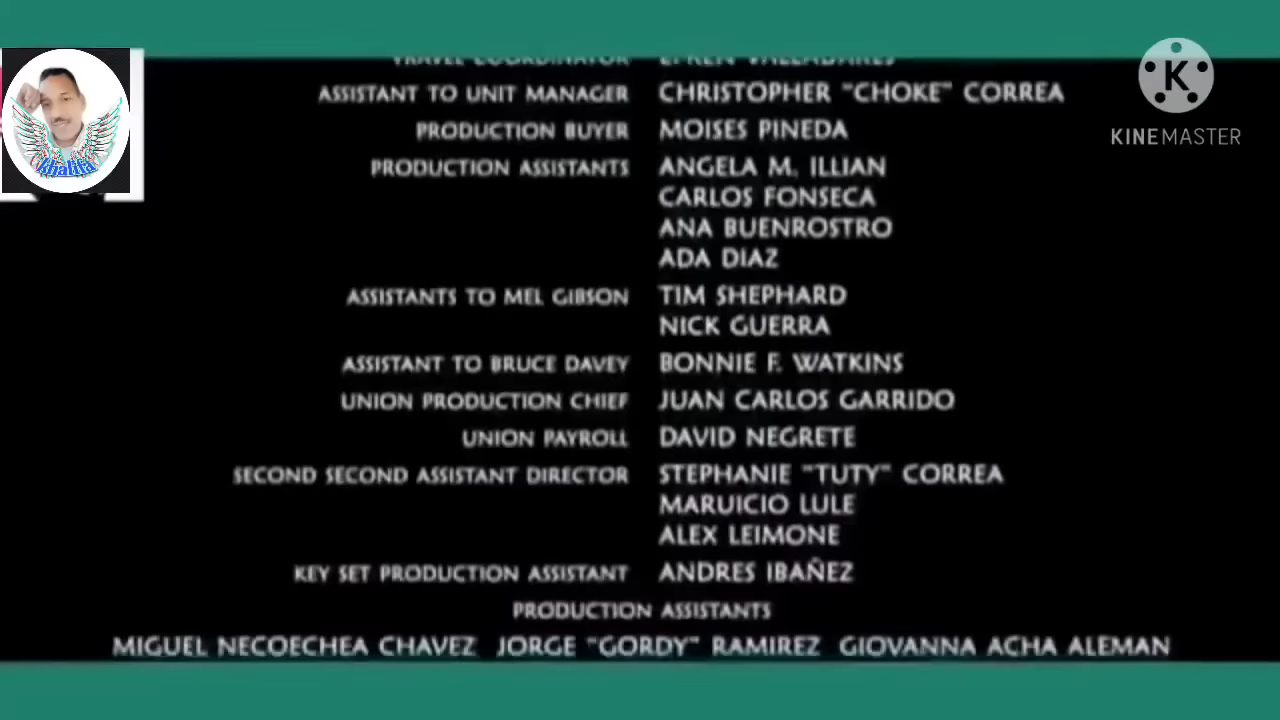 ASSISTANT TO UNIT MANAGER CHRISTOPHER "CHOKE" CORREA
PRODUCTION BUYER MOISES PINEDA
PRODUCTION ASSISTANTS ANGELA M. ILLIAN
CARLOS FONSECA
ANA BUENROSTRO
ADA DIAZ
ASSISTANTS TO MEL GIBSON TIM SHEPHARD
NICK GUERRA
ASSISTANT TO BRUCE DAVEY BONNIE F. WATKINS
UNION PRODUCTION CHIEF JUAN CARLOS GARRIDO
UNION PAYROLL DAVID NEGRETE
SECOND SECOND ASSISTANT DIRECTOR STEPHANIE "TUTY" CORREA
MARUICIO LULE
ALEX LEIMONE
KEY SET PRODUCTION ASSISTANT ANDRES IBAÑEZ
PRODUCTION ASSISTANTS
MIGUEL NECOECHEA CHAVEZ JORGE "GORDY" RAMIREZ GIOVANNA ACHA ALEMAN
khalifa
K
KINEMASTER